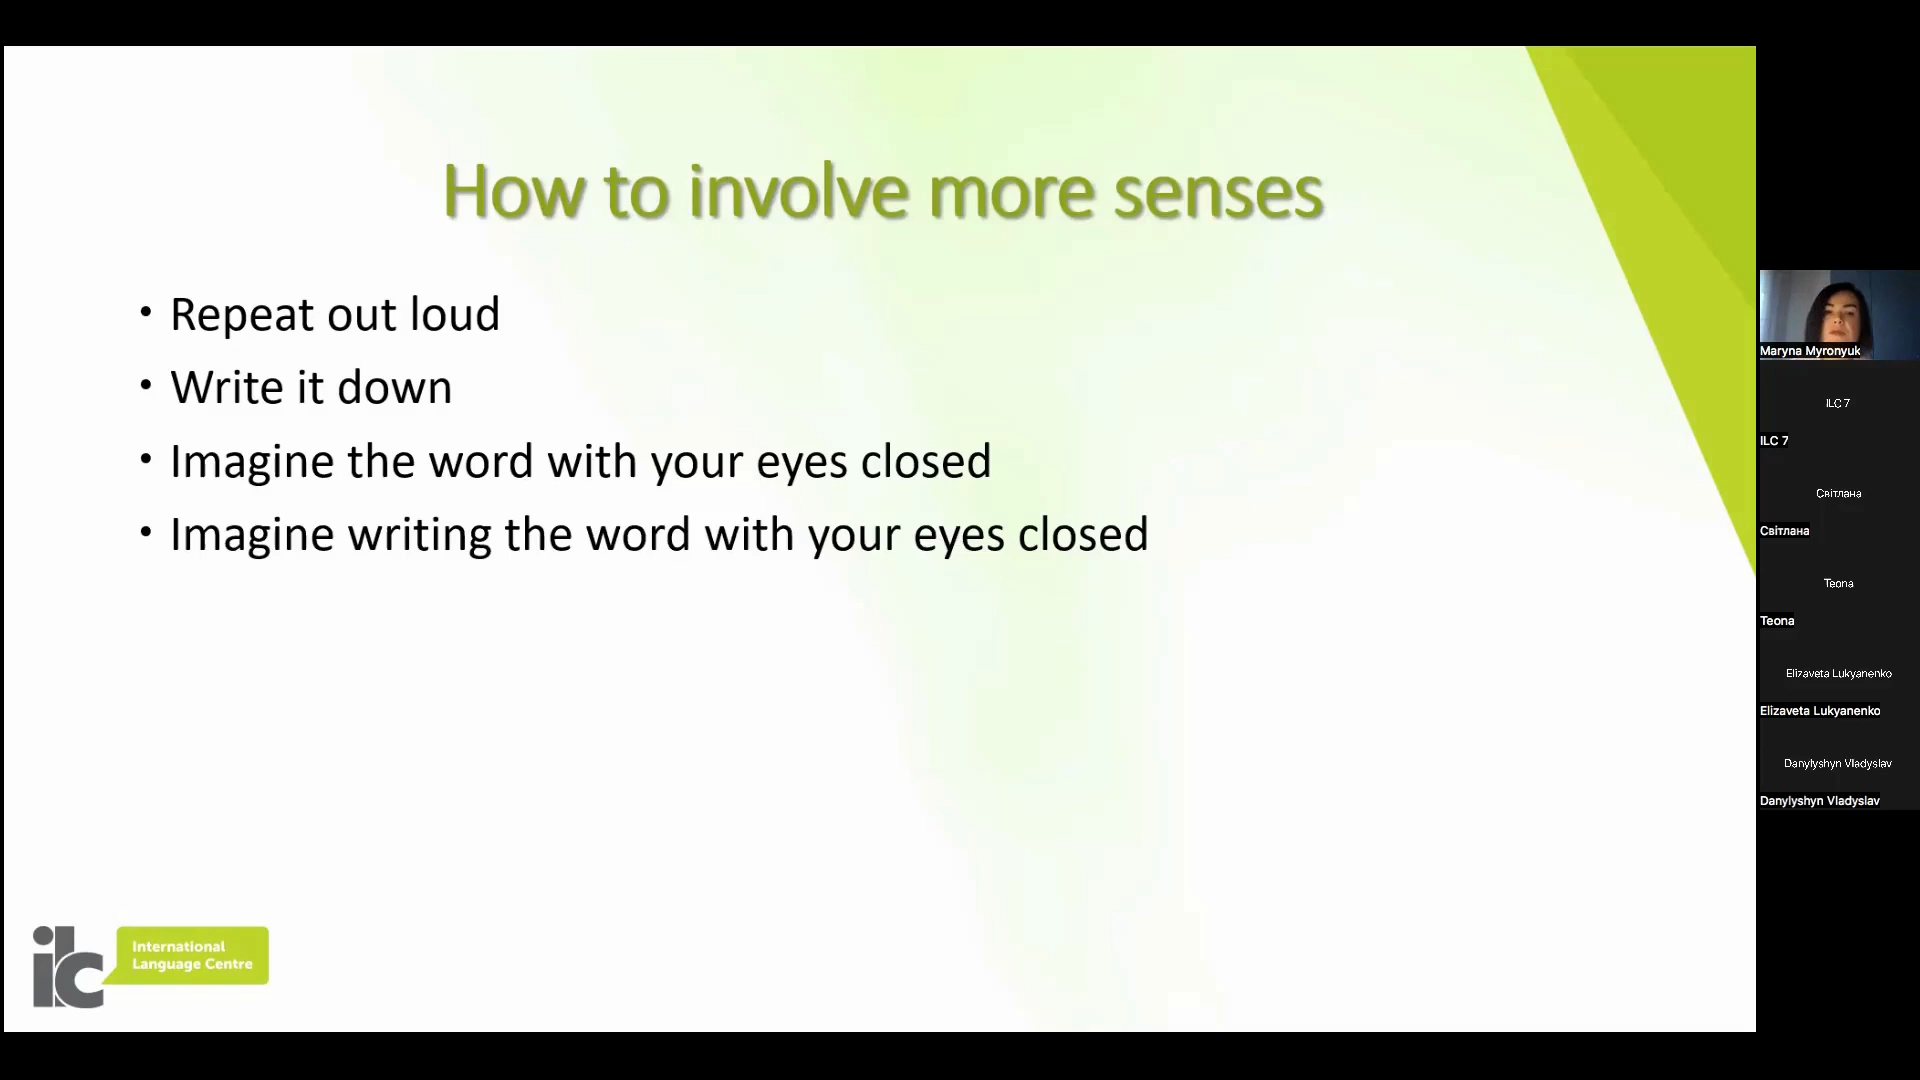 How to involve more senses
• Repeat out loud
• Write it down
• Imagine the word with your eyes closed
• Imagine writing the word with your eyes closed
ilc
International
Language Centre
Maryna Myronyuk
ILC 7
ILC 7
Світлана
Світлана
Teona
Teona
Elizaveta Lukyanenko
Elizaveta Lukyanenko
Danylyshyn Vladyslav
Danylyshyn Vladyslav